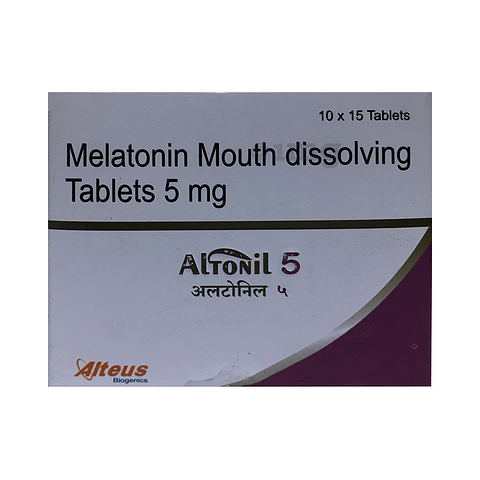 10 x 15 Tablets
Melatonin Mouth dissolving
Tablets 5 mg
AlTONiL 5
अलटोनिल ५
Alteus
Biogenics